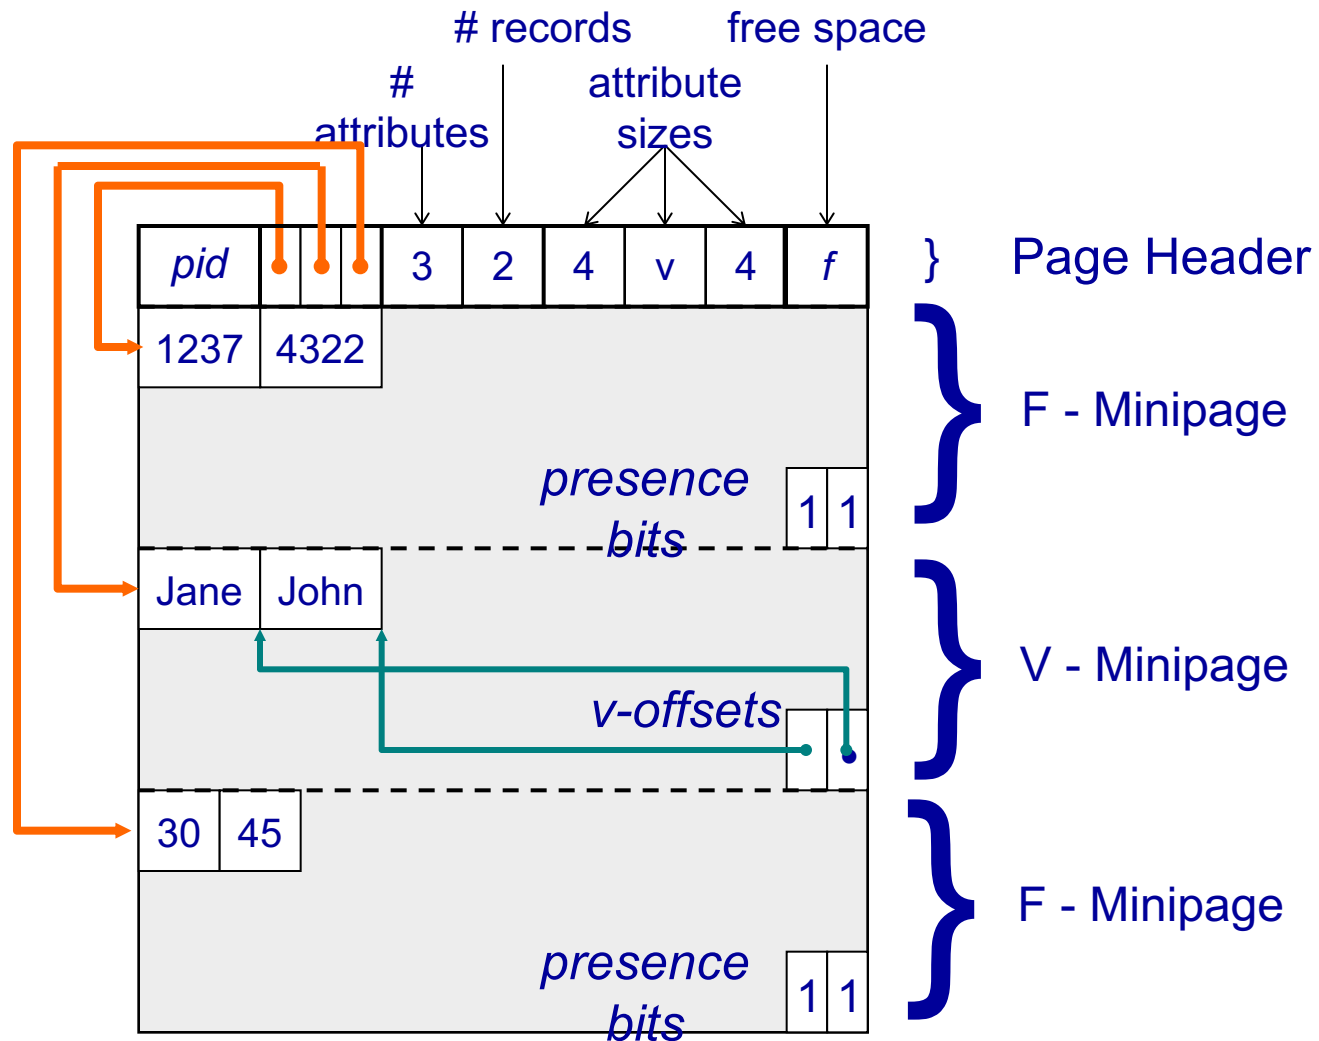 # records free space
# attribute
attributes sizes
pid 3 2 4 v 4 f } Page Header
1237 4322
F - Minipage
presence
bits
1 1
Jane John
V - Minipage
v-offsets
30 45
F - Minipage
presence
bits
1 1